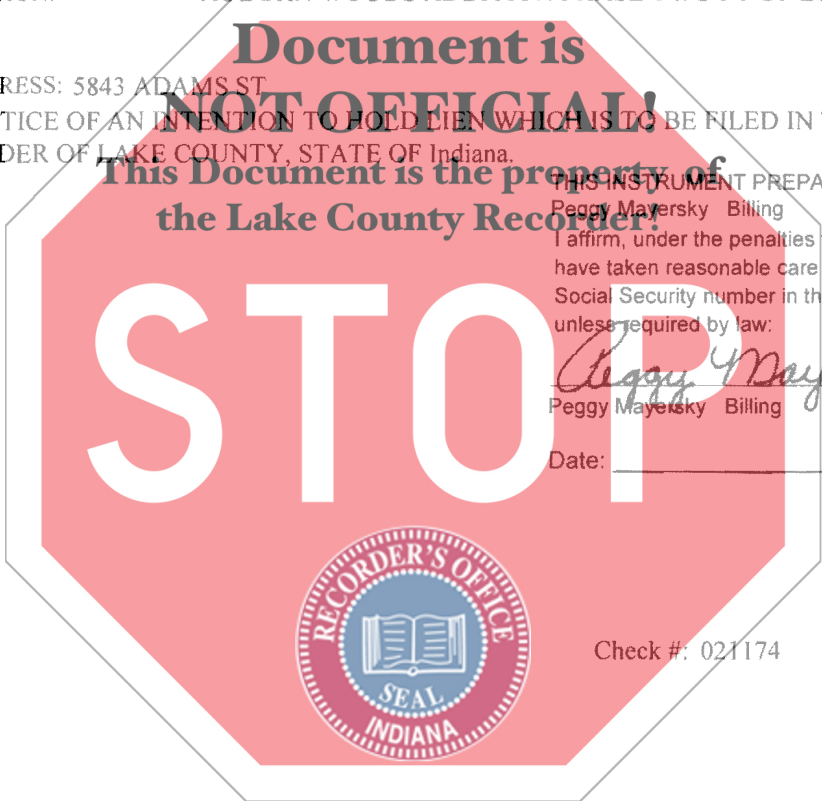 Document is
RESS: 5843 ADAMS ST
NOT OFFICIAL!
TICE OF AN INTENTION TO HOLD LIEN WHICH IS TO BE FILED IN
DER OF LAKE COUNTY, STATE OF Indiana.
This Document is the property of
the Lake County Recorder!
THIS INSTRUMENT PREPA
Peggy Mayersky Billing
I affirm, under the penalties
have taken reasonable care
Social Security number in th
unless required by law:
STOP
Peggy May
Peggy Mayersky Billing
Date:
RECORDER'S OFFICE
SEAL
INDIANA
Check #: 021174